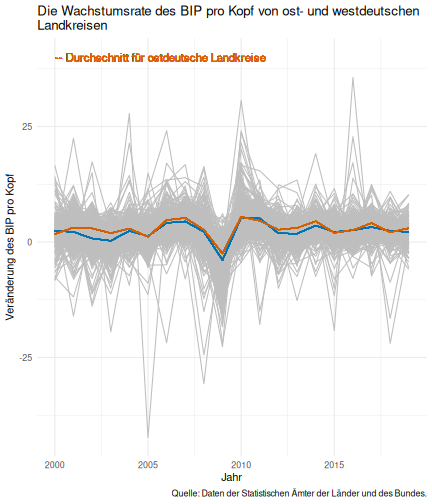 Die Wachstumsrate des BIP pro Kopf von ost- und westdeutschen
Landkreisen
-- Durchschnitt für ostdeutsche Landkreise
Veränderung des BIP pro Kopf
25
0
-25
2000
2005
2010
2015
Jahr
Quelle: Daten der Statistischen Ämter der Länder und des Bundes.